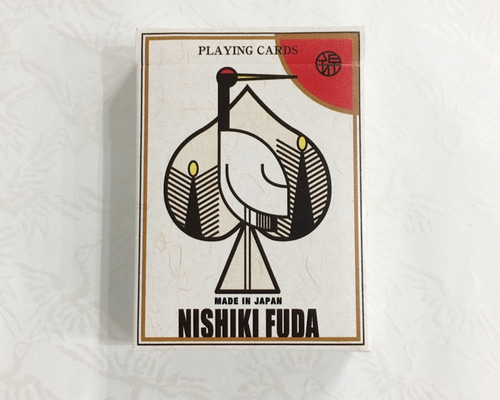 PLAYING CARDS
MADE IN JAPAN
NISHIKI FUDA